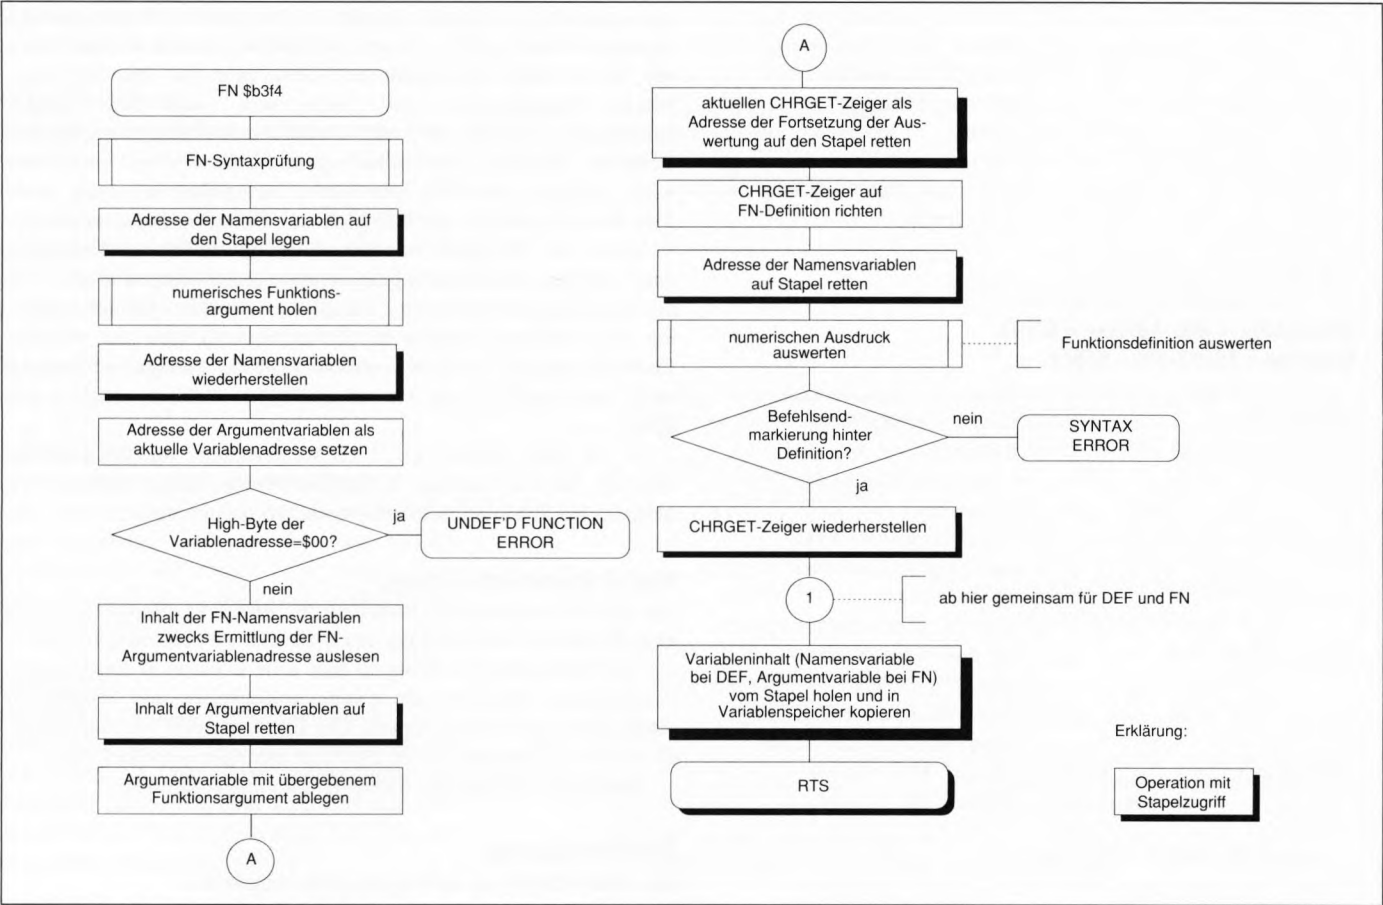 FN $b3f4
FN-Syntaxprüfung
Adresse der Namensvariablen auf
den Stapel legen
numerisches Funktions-
argument holen
Adresse der Namensvariablen
wiederherstellen
Adresse der Argumentvariablen als
aktuelle Variablenadresse setzen
High-Byte der
Variablenadresse=$00?
ja
UNDEF'D FUNCTION
ERROR
nein
Inhalt der FN-Namensvariablen
zwecks Ermittlung der FN-
Argumentvariablenadresse auslesen
Inhalt der Argumentvariablen auf
Stapel retten
Argumentvariable mit übergebenem
Funktionsargument ablegen
A
A
aktuellen CHRGET-Zeiger als
Adresse der Fortsetzung der Aus-
wertung auf den Stapel retten
CHRGET-Zeiger auf
FN-Definition richten
Adresse der Namensvariablen
auf Stapel retten
numerischen Ausdruck
auswerten
Funktionsdefinition auswerten
Befehlsend-
markierung hinter
Definition?
nein
SYNTAX
ERROR
ja
CHRGET-Zeiger wiederherstellen
1
ab hier gemeinsam für DEF und FN
Variableninhalt (Namensvariable
bei DEF, Argumentvariable bei FN)
vom Stapel holen und in
Variablenspeicher kopieren
RTS
Erklärung:
Operation mit
Stapelzugriff